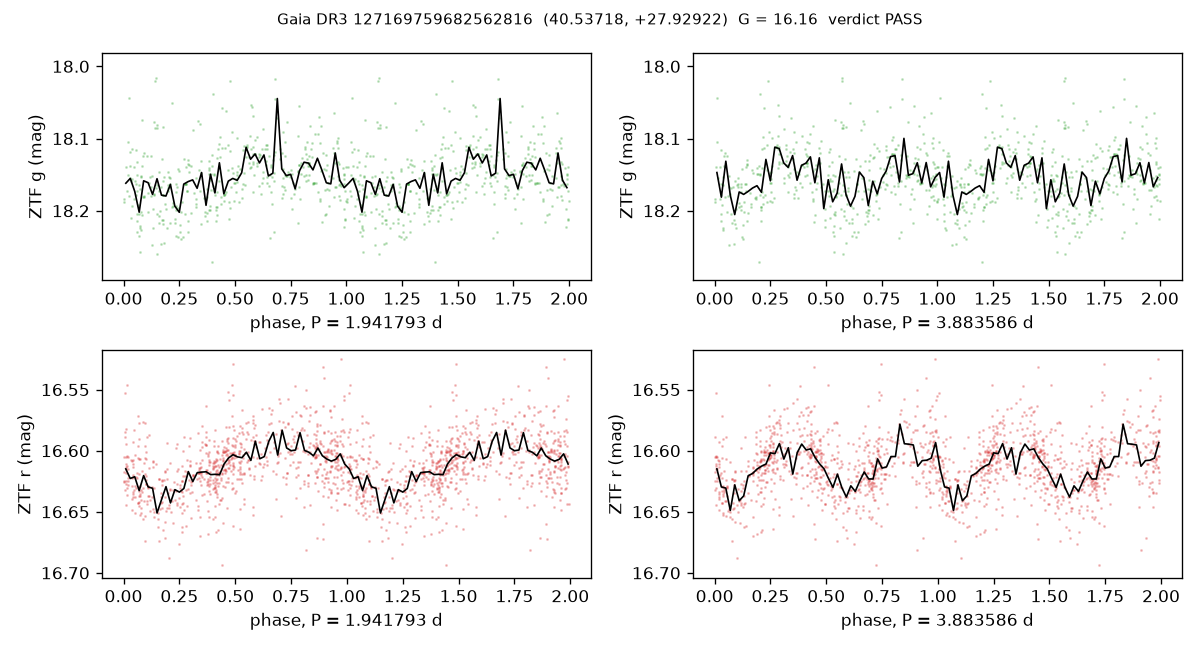 Gaia DR3 127169759682562816  (40.53718, +27.92922)  G = 16.16  verdict PASS
18.0
18.1
18.2
ZTF g (mag)
0.00 0.25 0.50 0.75 1.00 1.25 1.50 1.75 2.00
phase, P = 1.941793 d
18.0
18.1
18.2
ZTF g (mag)
0.00 0.25 0.50 0.75 1.00 1.25 1.50 1.75 2.00
phase, P = 3.883586 d
16.55
16.60
16.65
16.70
ZTF r (mag)
0.00 0.25 0.50 0.75 1.00 1.25 1.50 1.75 2.00
phase, P = 1.941793 d
16.55
16.60
16.65
16.70
ZTF r (mag)
0.00 0.25 0.50 0.75 1.00 1.25 1.50 1.75 2.00
phase, P = 3.883586 d